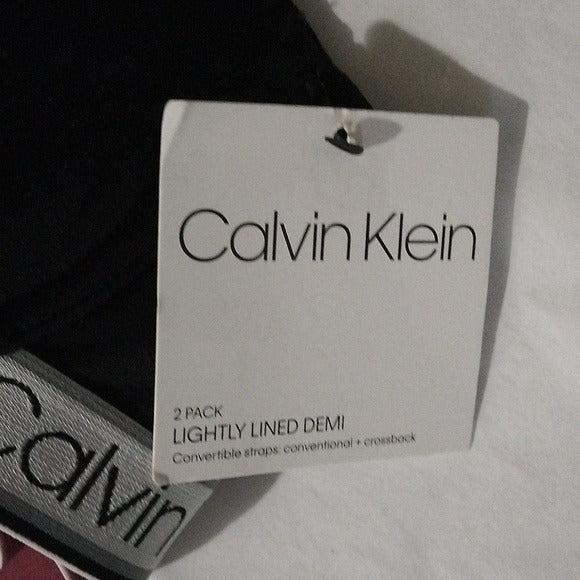 Calvin Klein
2 PACK
LIGHTLY LINED DEMI
Convertible straps: conventional + crossback
Calvin